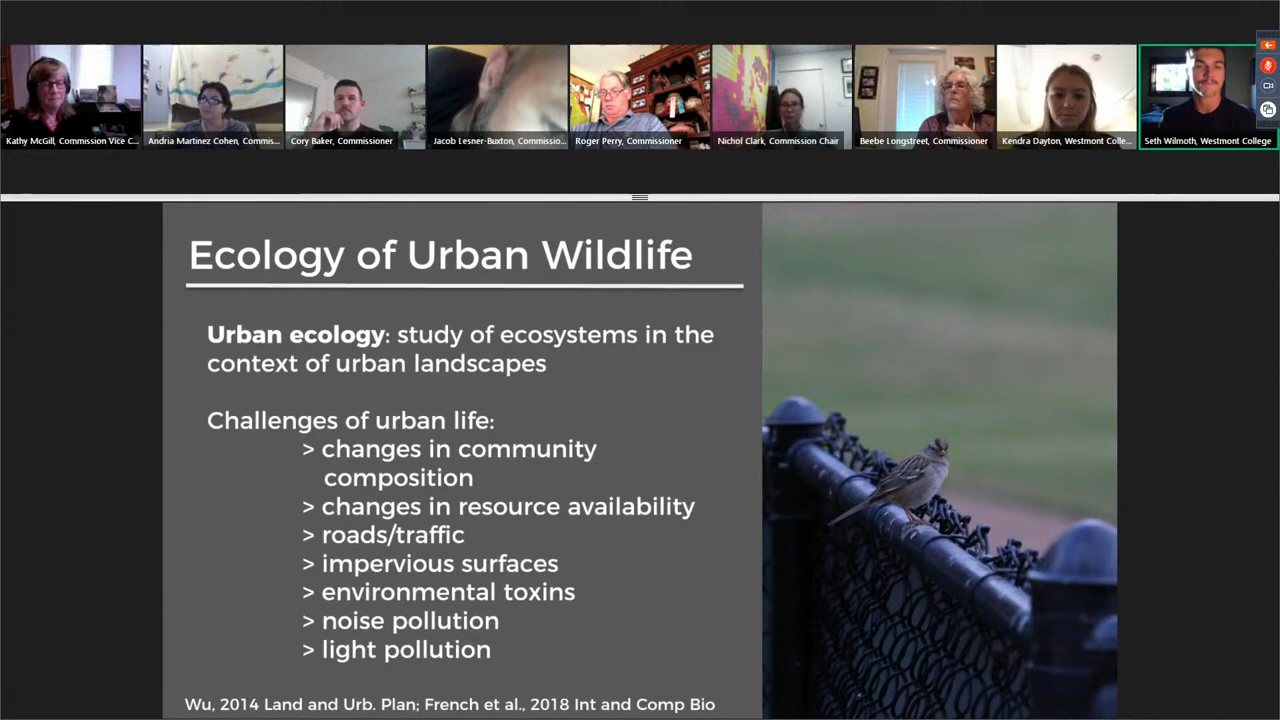 Kathy McGill, Commission Vice C...
Andria Martinez Cohen, Commis...
Cory Baker, Commissioner
Jacob Lesner-Buxton, Commissio...
Roger Perry, Commissioner
Nichol Clark, Commission Chair
Beebe Longstreet, Commissioner
Kendra Dayton, Westmont Colle...
Seth Wilmoth, Westmont College
Ecology of Urban Wildlife
Urban ecology: study of ecosystems in the
context of urban landscapes
Challenges of urban life:
> changes in community
composition
> changes in resource availability
> roads/traffic
> impervious surfaces
> environmental toxins
> noise pollution
> light pollution
Wu, 2014 Land and Urb. Plan; French et al., 2018 Int and Comp Bio